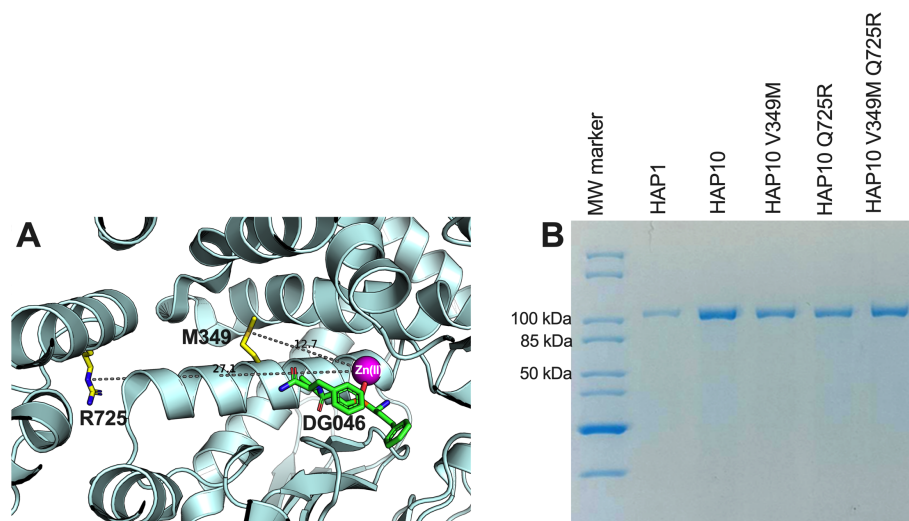 A
M349
12.7
27.1
Zn(II)
R725
DG046
B
MW marker
HAP1
HAP10
HAP10 V349M
HAP10 Q725R
HAP10 V349M Q725R
100 kDa
85 kDa
50 kDa